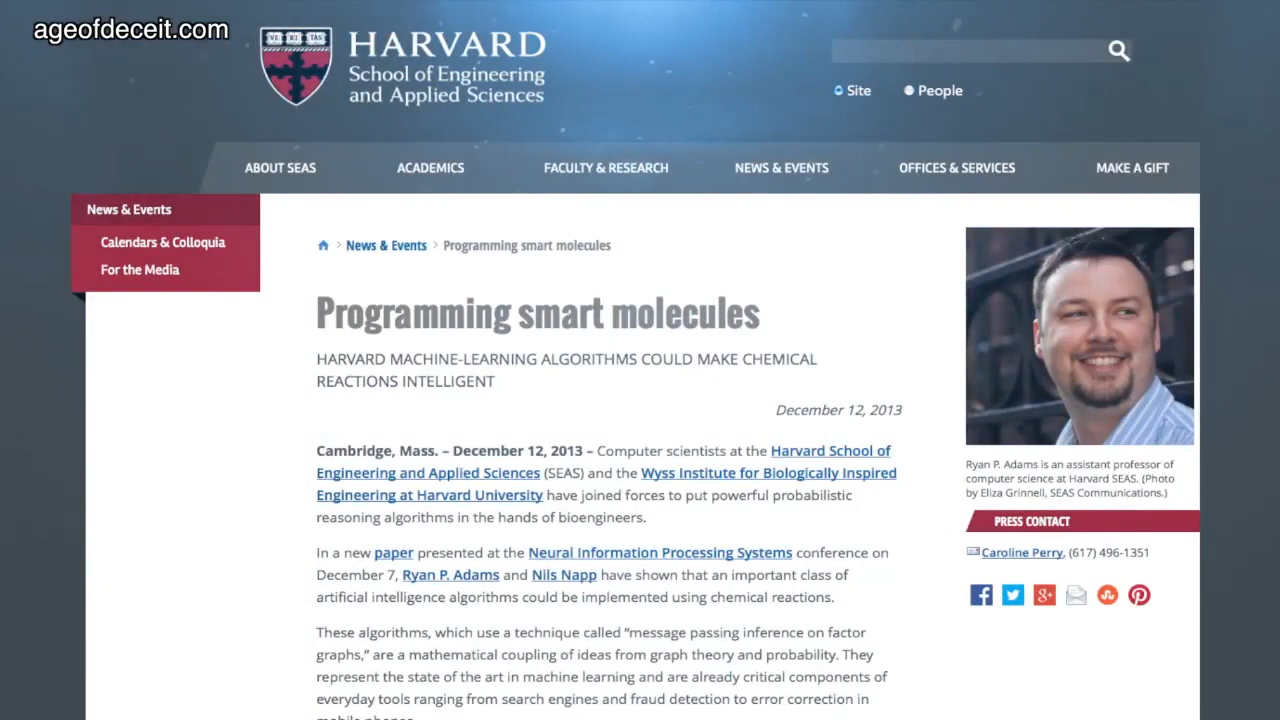 ageofdeceit.com
VE RI TAS
HARVARD
School of Engineering
and Applied Sciences
Site People
ABOUT SEAS ACADEMICS FACULTY & RESEARCH NEWS & EVENTS OFFICES & SERVICES MAKE A GIFT
News & Events
Calendars & Colloquia
For the Media
News & Events > Programming smart molecules
Programming smart molecules
HARVARD MACHINE-LEARNING ALGORITHMS COULD MAKE CHEMICAL
REACTIONS INTELLIGENT
December 12, 2013
Cambridge, Mass. – December 12, 2013 – Computer scientists at the Harvard School of
Engineering and Applied Sciences (SEAS) and the Wyss Institute for Biologically Inspired
Engineering at Harvard University have joined forces to put powerful probabilistic
reasoning algorithms in the hands of bioengineers.
In a new paper presented at the Neural Information Processing Systems conference on
December 7, Ryan P. Adams and Nils Napp have shown that an important class of
artificial intelligence algorithms could be implemented using chemical reactions.
These algorithms, which use a technique called “message passing inference on factor
graphs,” are a mathematical coupling of ideas from graph theory and probability. They
represent the state of the art in machine learning and are already critical components of
everyday tools ranging from search engines and fraud detection to error correction in
mobile phones.
Ryan P. Adams is an assistant professor of
computer science at Harvard SEAS. (Photo
by Eliza Grinnell, SEAS Communications.)
PRESS CONTACT
Caroline Perry, (617) 496-1351